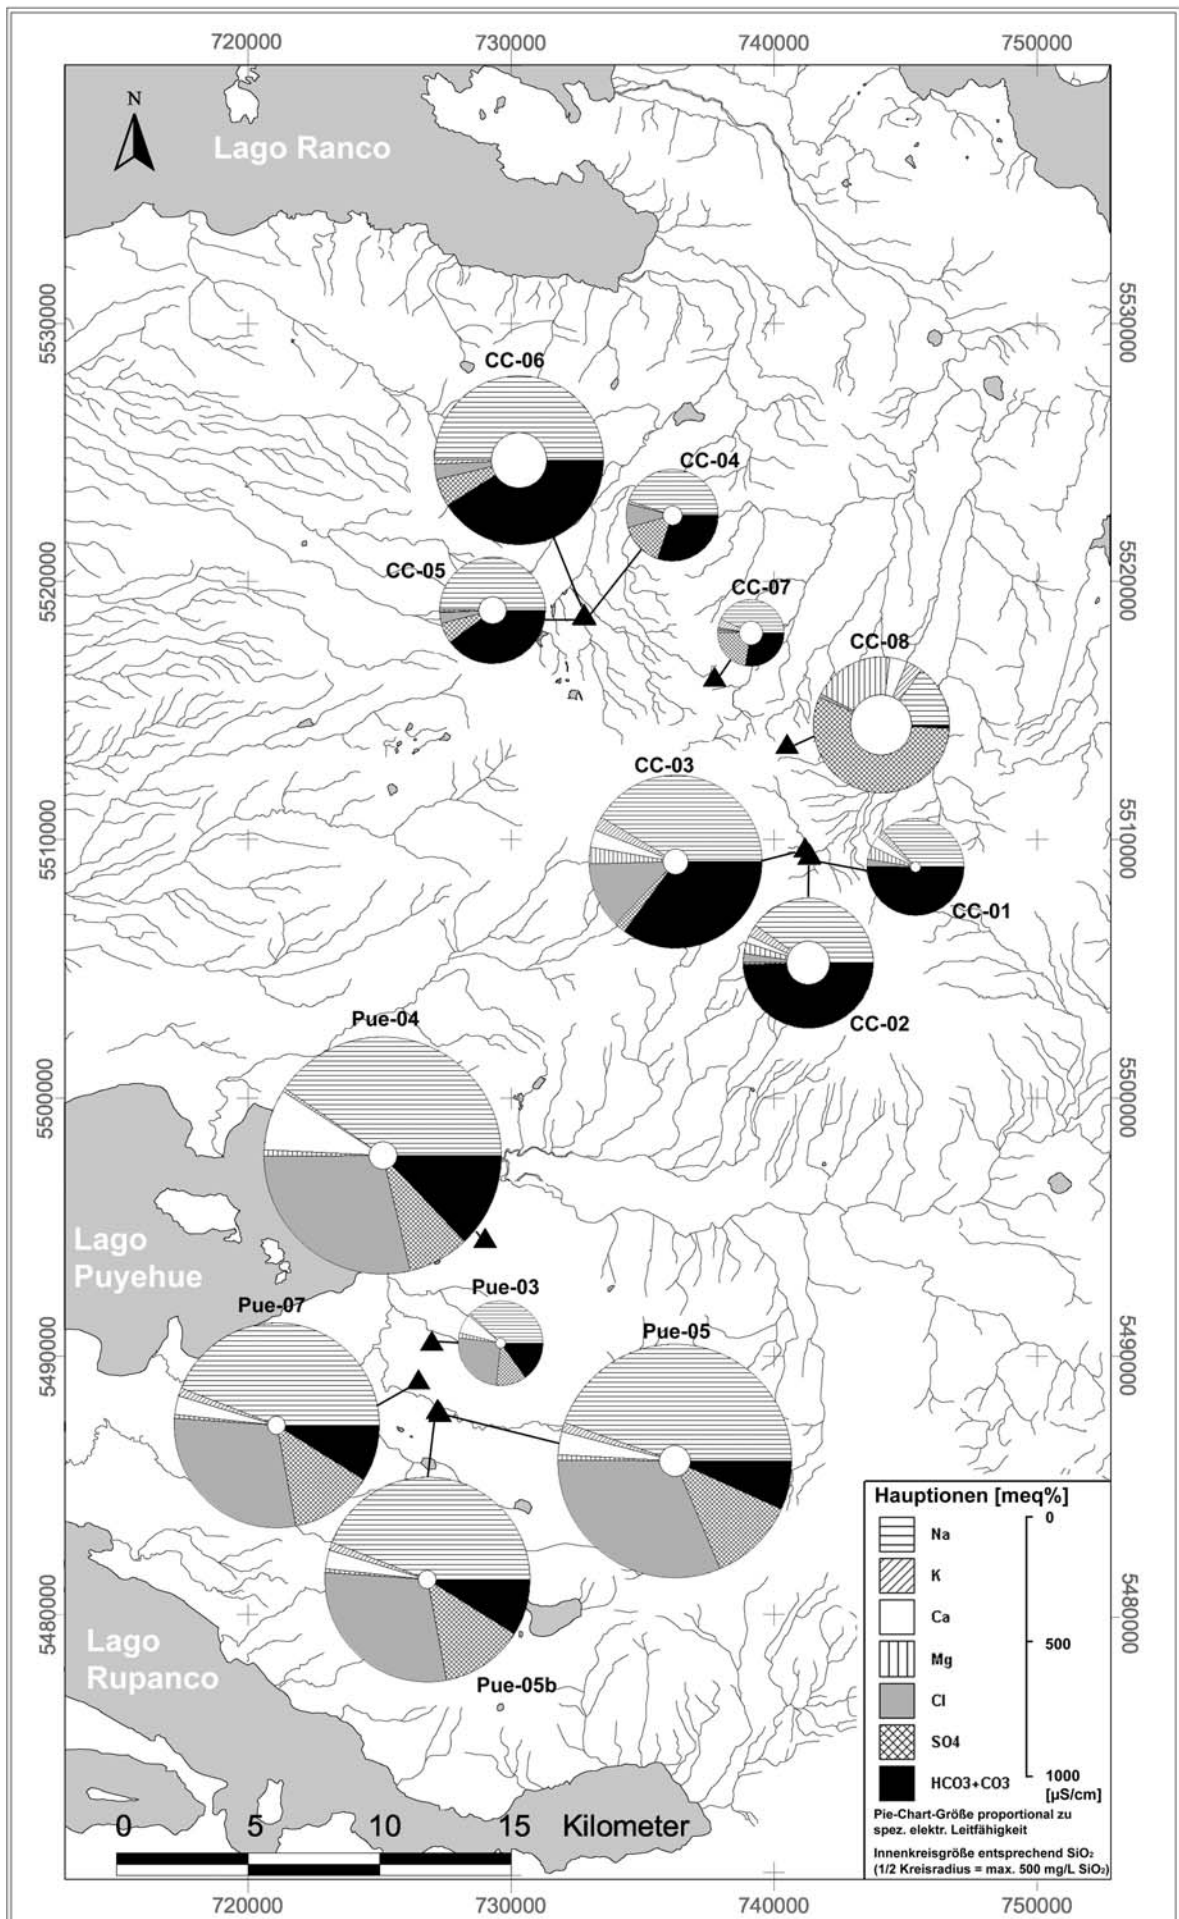 720000 730000 740000 750000
N
Lago Ranco
5530000 5530000
CC-06
CC-04
CC-05
5520000 5520000
CC-07
CC-08
CC-03
5510000 5510000
CC-01
CC-02
Pue-04
5500000 5500000
Lago
Puyehue
Pue-03
Pue-07
Pue-05
5490000 5490000
Hauptionen [meq%]
Na
K
Ca
Mg
Cl
SO4
HCO3+CO3
0
500
1000
[µS/cm]
Pie-Chart-Größe proportional zu
spez. elektr. Leitfähigkeit
Innenkreisgröße entsprechend SiO₂
(1/2 Kreisradius = max. 500 mg/L SiO₂)
5480000 5480000
Lago
Rupanco
Pue-05b
0 5 10 15 Kilometer
720000 730000 740000 750000